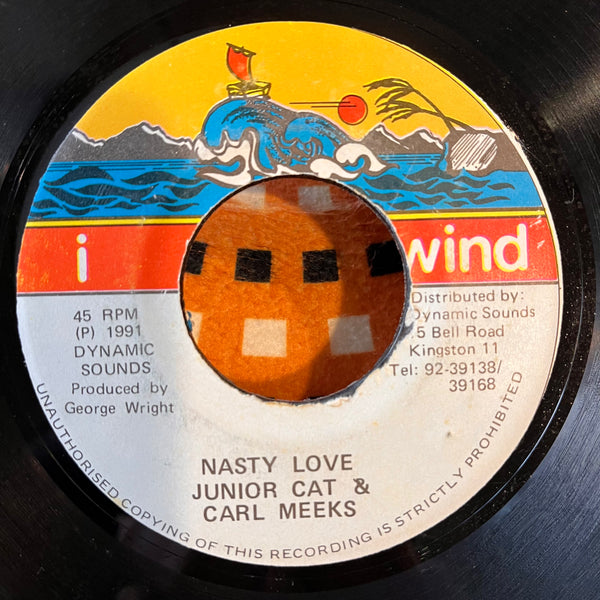 i wind
45 RPM
(P) 1991
DYNAMIC
SOUNDS
Produced by
George Wright
Distributed by:
Dynamic Sounds
5 Bell Road
Kingston 11
Tel: 92-39138/
39168
NASTY LOVE
JUNIOR CAT &
CARL MEEKS
UNAUTHORISED COPYING OF THIS RECORDING IS STRICTLY PROHIBITED